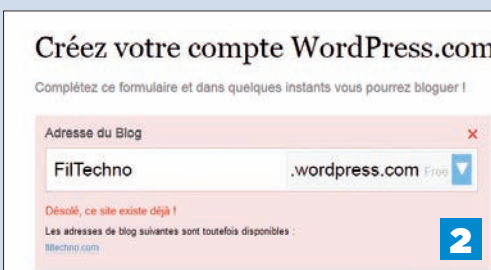 Créez votre compte WordPress.com
Complétez ce formulaire et dans quelques instants vous pourrez bloguer !
Adresse du Blog
FilTechno .wordpress.com Free
Désolé, ce site existe déjà !
Les adresses de blog suivantes sont toutefois disponibles :
filtechno.com
2